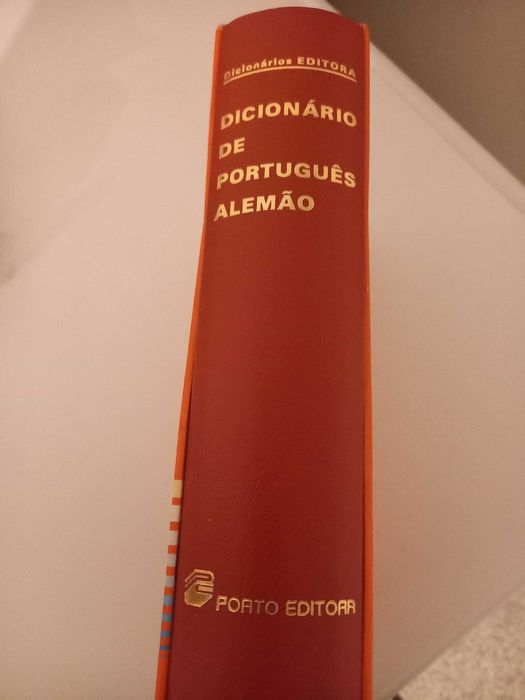 Dicionários EDITORA
DICIONÁRIO
DE
PORTUGUÊS
ALEMÃO
PORTO EDITORA